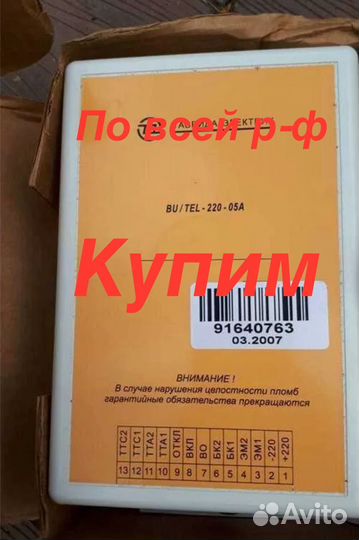 По всей р-ф
ТАВРИДА ЭЛЕКТРИК
BU / TEL - 220 - 05A
Купим
91640763
03.2007
ВНИМАНИЕ !
В случае нарушения целостности пломб
гарантийные обязательства прекращаются
ТТС2 ТТС1 ТТА2 ТТА1 ОТКЛ ВКЛ ВО БК2 БК1 ЭМ2 ЭМ1 -220 +220
13 12 11 10 9 8 7 6 5 4 3 2 1
Avito